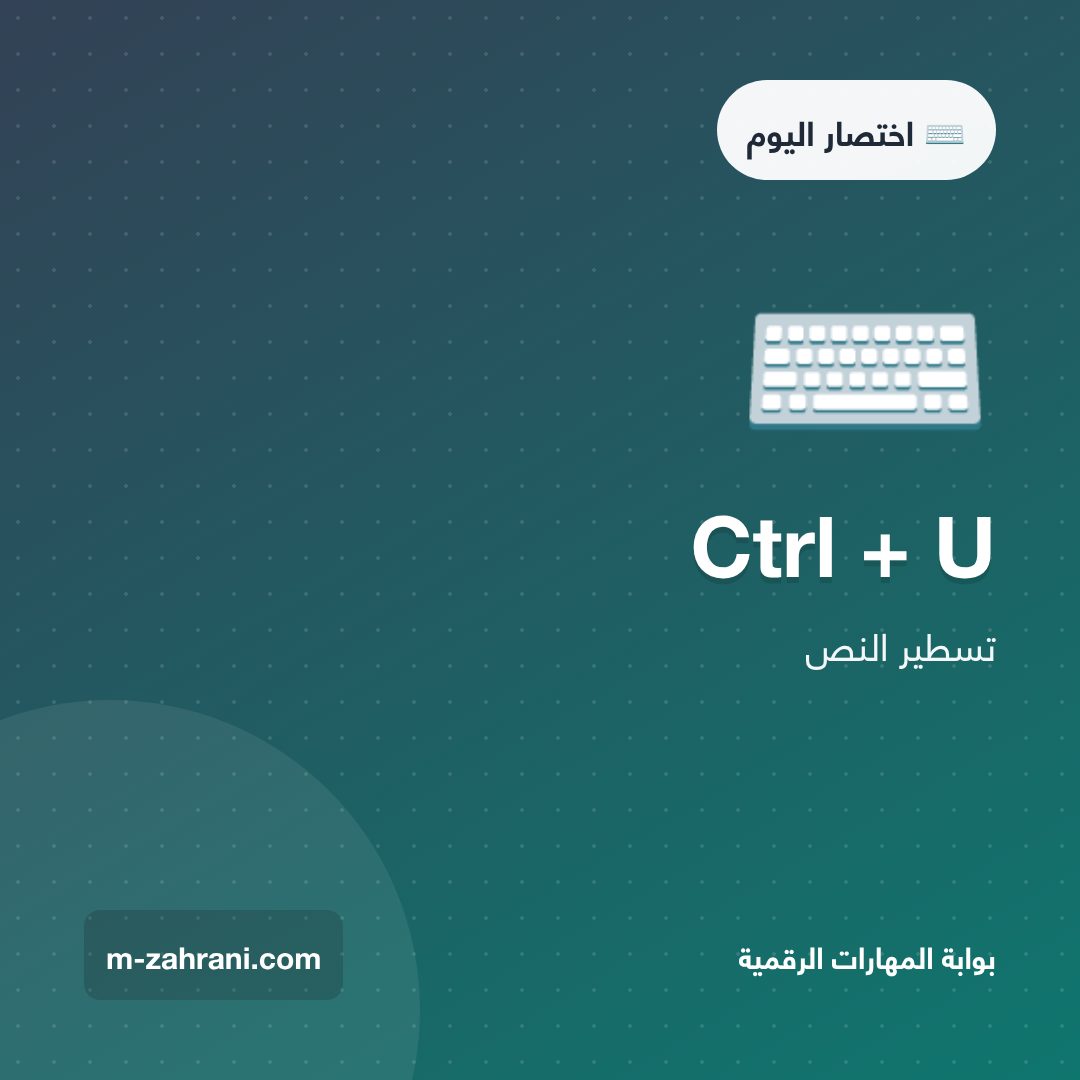 اختصار اليوم
Ctrl + U
تسطير النص
بوابة المهارات الرقمية
m-zahrani.com